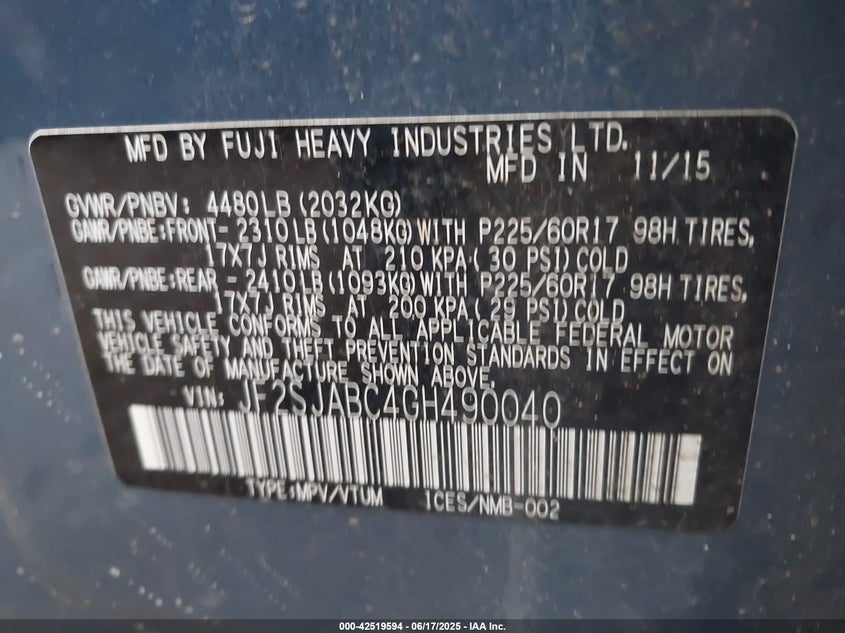 MFD BY FUJI HEAVY INDUSTRIES LTD.
MFD IN 11/15
GVWR/PNBV: 4480LB(2032KG)
GAWR/PNBE:FRONT- 2310LB(1048KG)WITH P225/60R17 98H TIRES,
17X7J RIMS AT 210 KPA( 30 PSI)COLD
GAWR/PNBE:REAR - 2410LB(1093KG)WITH P225/60R17 98H TIRES,
17X7J RIMS AT 200 KPA( 29 PSI)COLD
THIS VEHICLE CONFORMS TO ALL APPLICABLE FEDERAL MOTOR
VEHICLE SAFETY AND THEFT PREVENTION STANDARDS IN EFFECT ON
THE DATE OF MANUFACTURE SHOWN ABOVE.
VIN: JF2SJABC4GH490040
TYPE:MPV/VTUM ICES/NMB-002
000-42519594 - 06/17/2025 - IAA Inc.